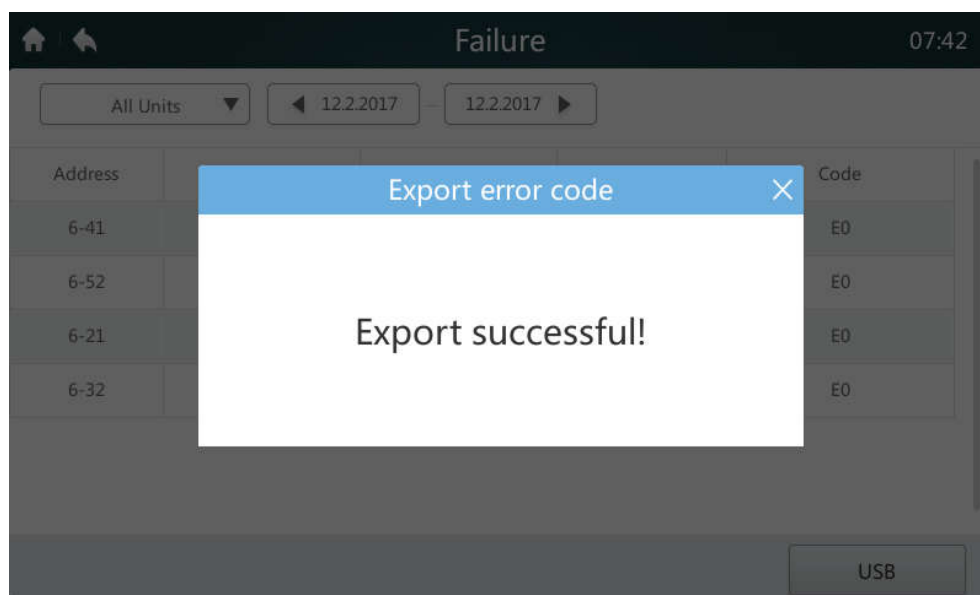 Failure 07:42
All Units 12.2.2017 – 12.2.2017
Address Code
Export error code
6-41 E0
6-52 E0
Export successful!
6-21 E0
6-32 E0
USB